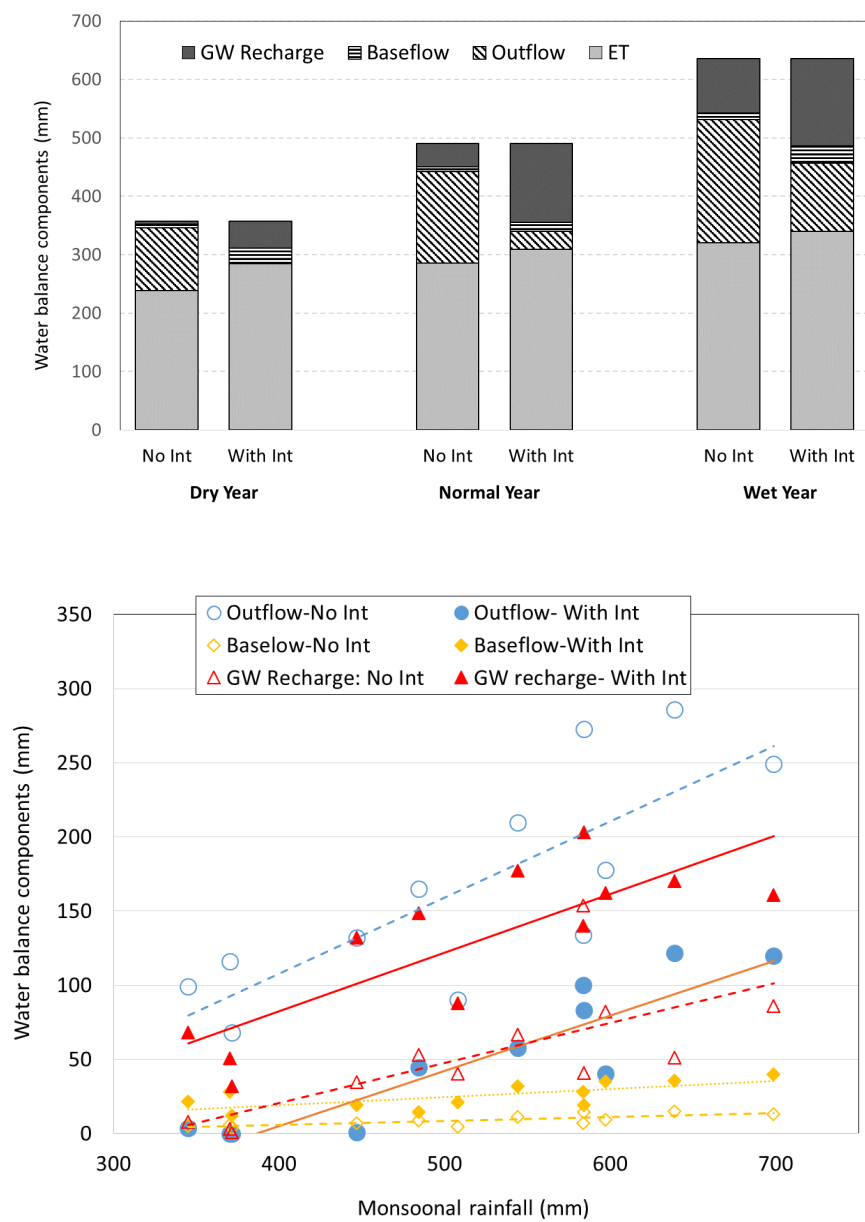 700
600
500
400
300
200
100
0
Water balance components (mm)
GW Recharge Baseflow Outflow ET
No Int With Int No Int With Int No Int With Int
Dry Year Normal Year Wet Year
350
300
250
200
150
100
50
0
Water balance components (mm)
Outflow-No Int Outflow- With Int
Baselow-No Int Baseflow-With Int
GW Recharge: No Int GW recharge- With Int
300 400 500 600 700
Monsoonal rainfall (mm)